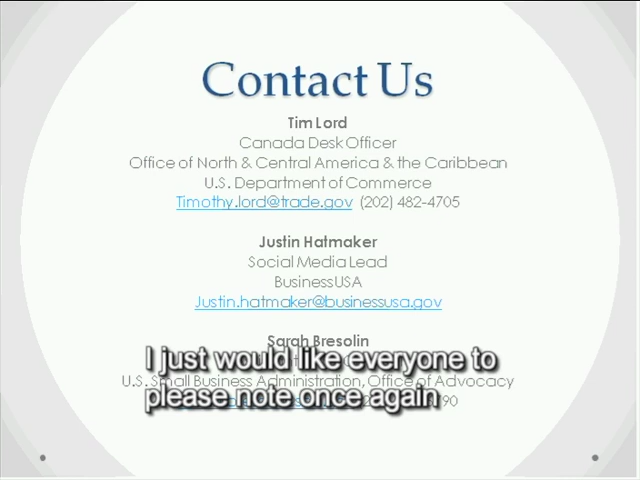 Contact Us
Tim Lord
Canada Desk Officer
Office of North & Central America & the Caribbean
U.S. Department of Commerce
Timothy.lord@trade.gov (202) 482-4705
Justin Hatmaker
Social Media Lead
BusinessUSA
Justin.hatmaker@businessusa.gov
Sarah Bresolin
I just would like everyone to
U.S. Small Business Administration, Office of Advocacy
please note once again